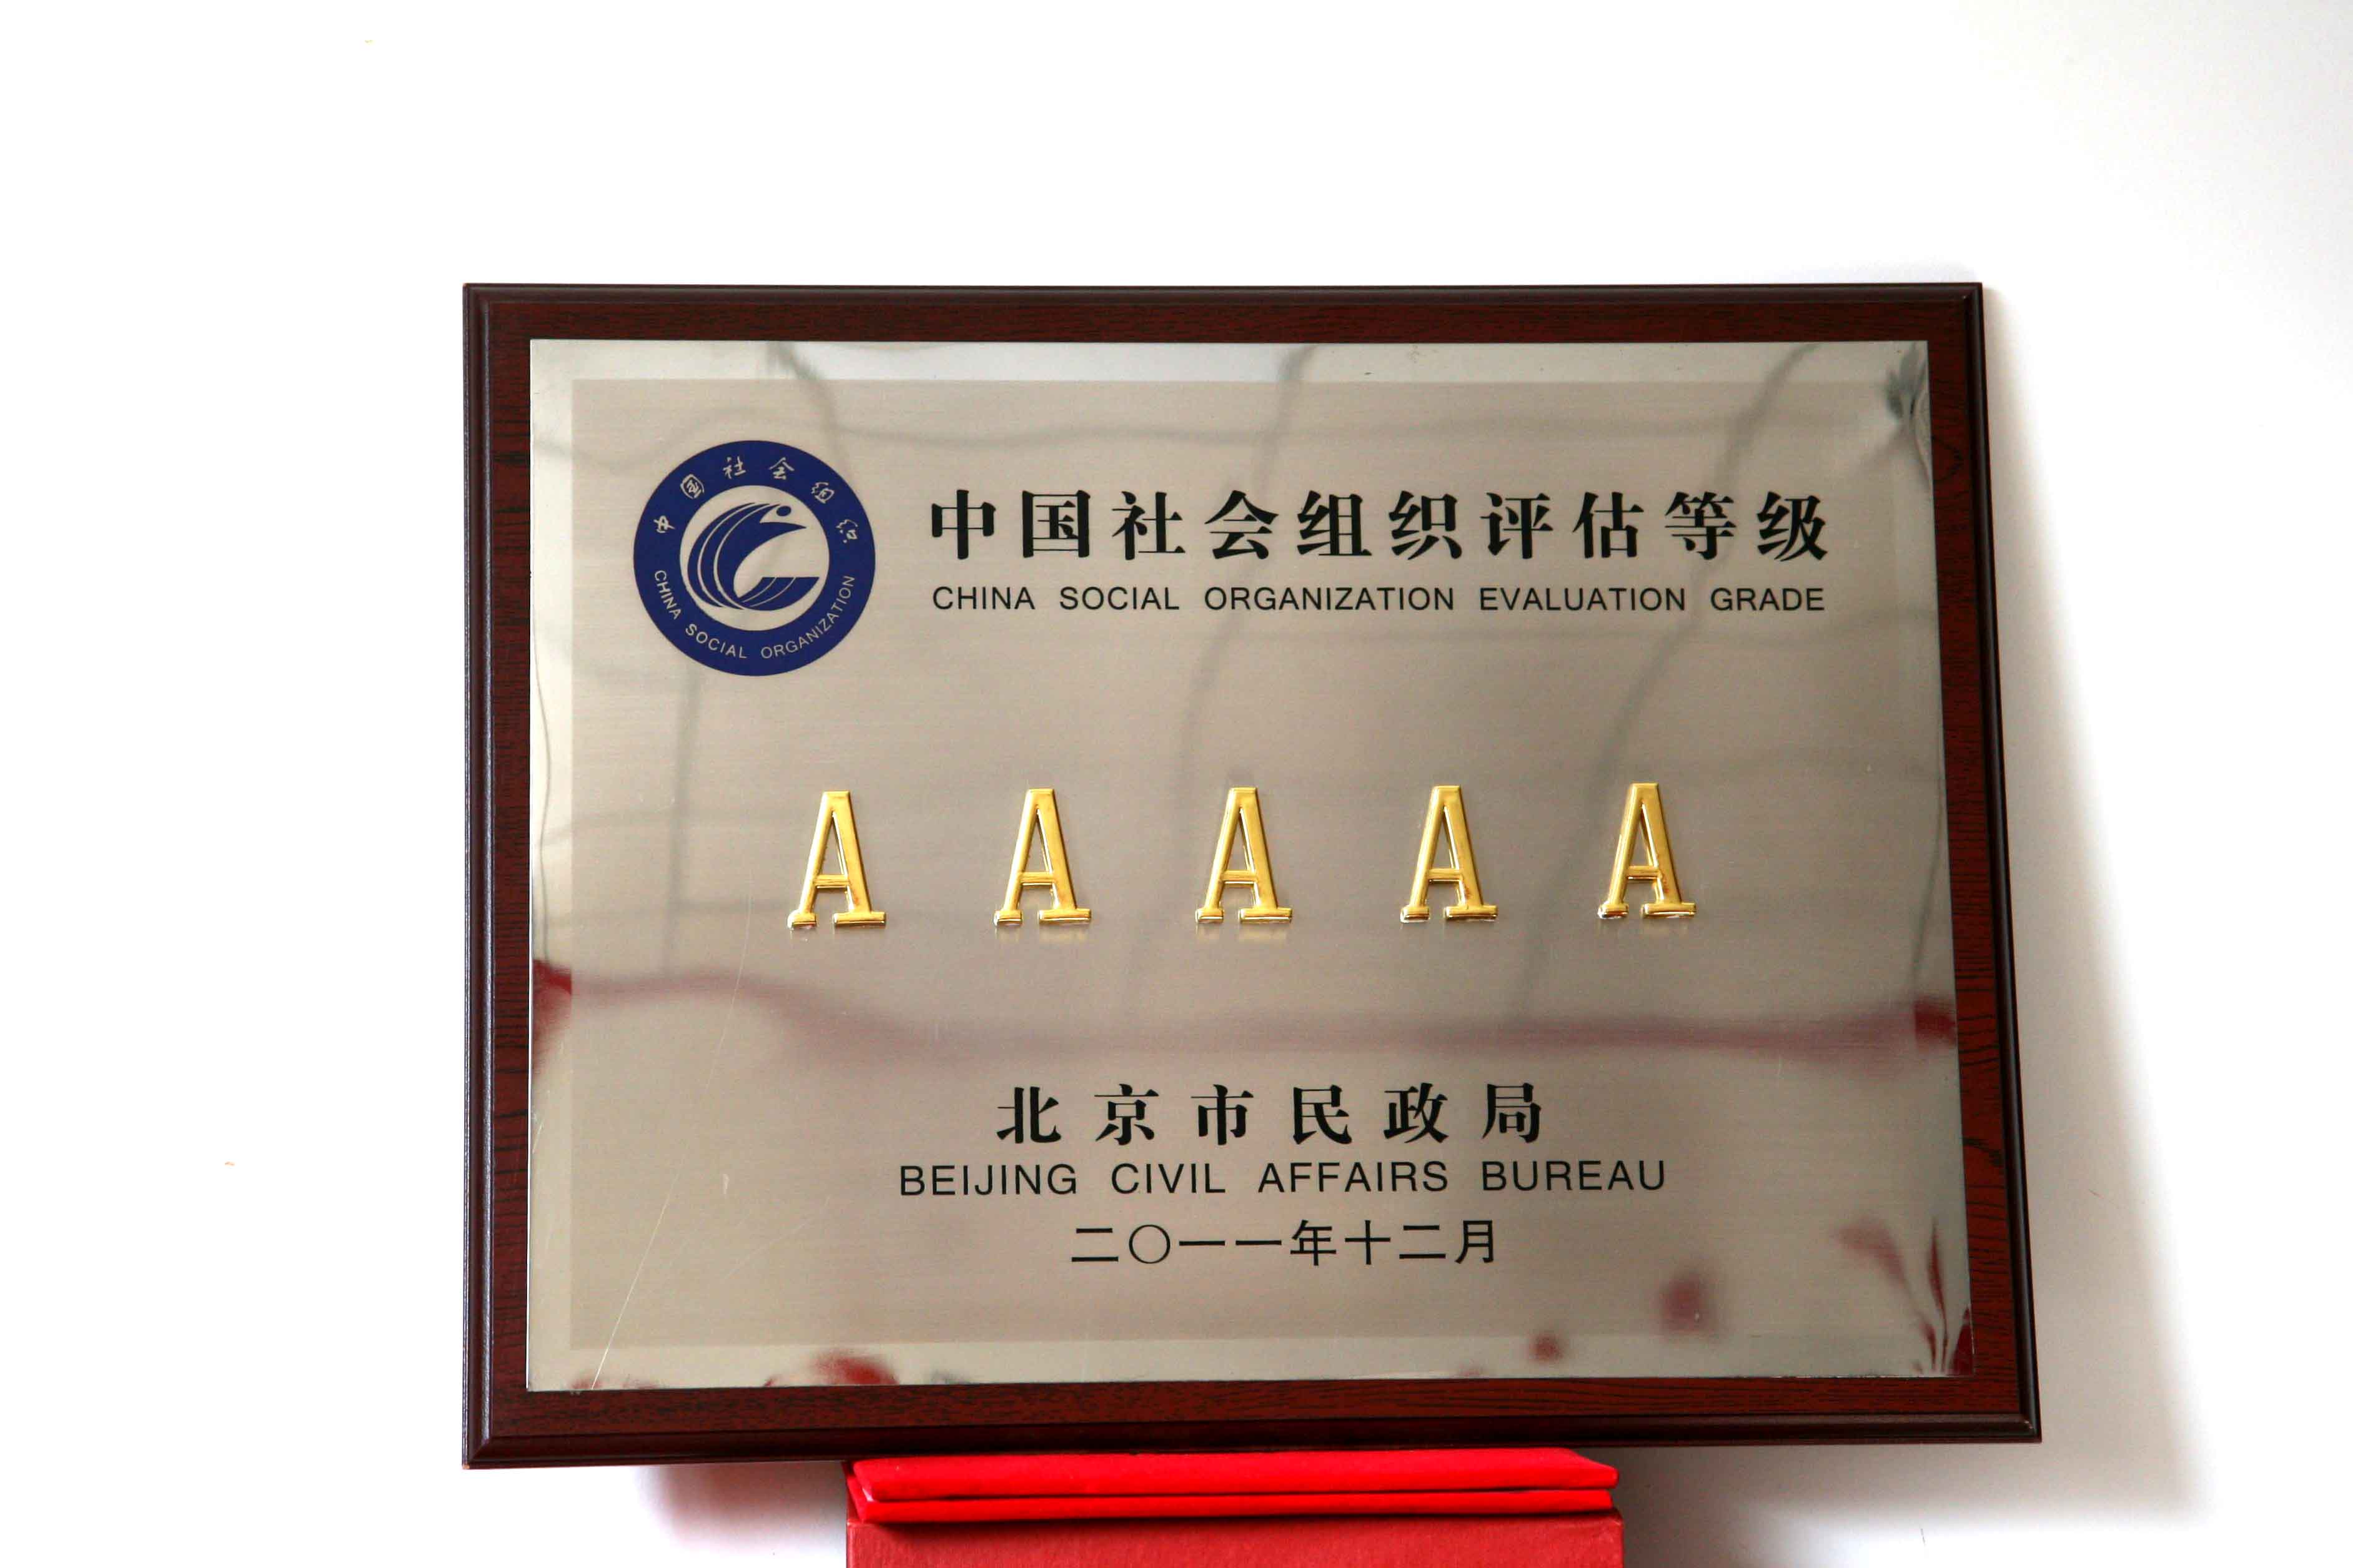 中国社会组织
CHINA SOCIAL ORGANIZATION
中国社会组织评估等级
CHINA SOCIAL ORGANIZATION EVALUATION GRADE
A A A A A
北京市民政局
BEIJING CIVIL AFFAIRS BUREAU
二〇一一年十二月